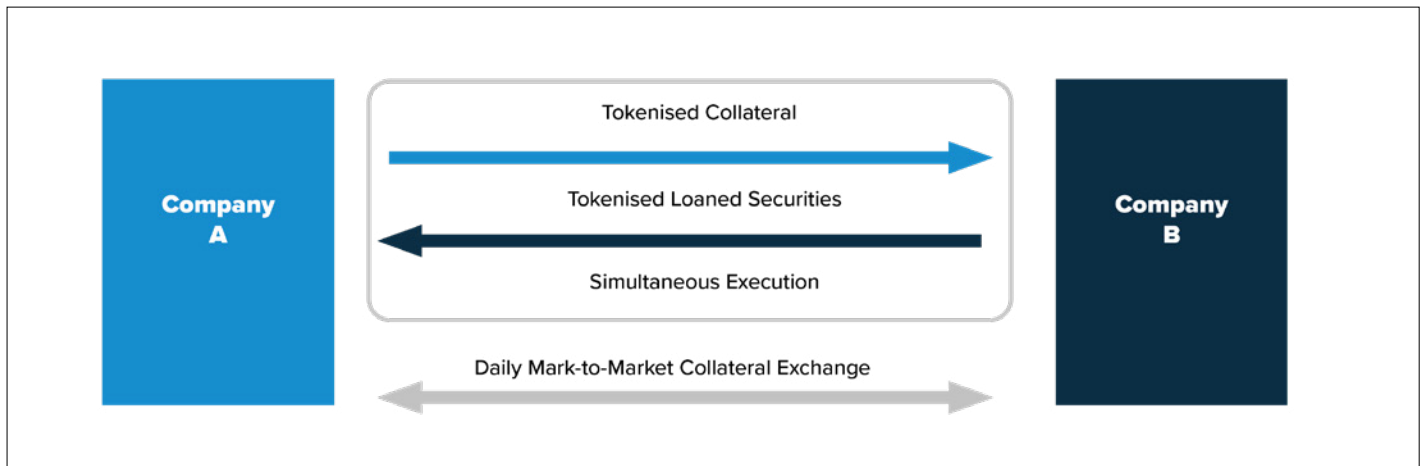 Tokenised Collateral
Company
A
Tokenised Loaned Securities
Company
B
Simultaneous Execution
Daily Mark-to-Market Collateral Exchange